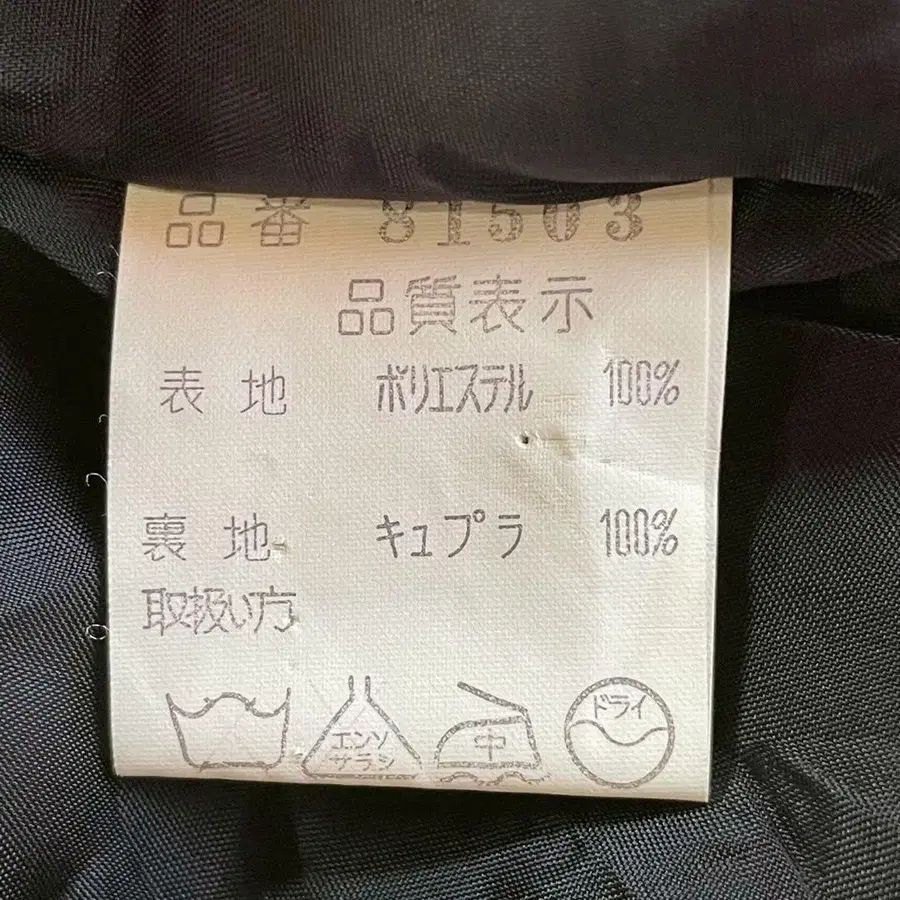 品番 81503
品質表示
表地 ポリエステル 100%
裏地 キュプラ 100%
取扱い方
エンソ
サラシ
中
ドライ